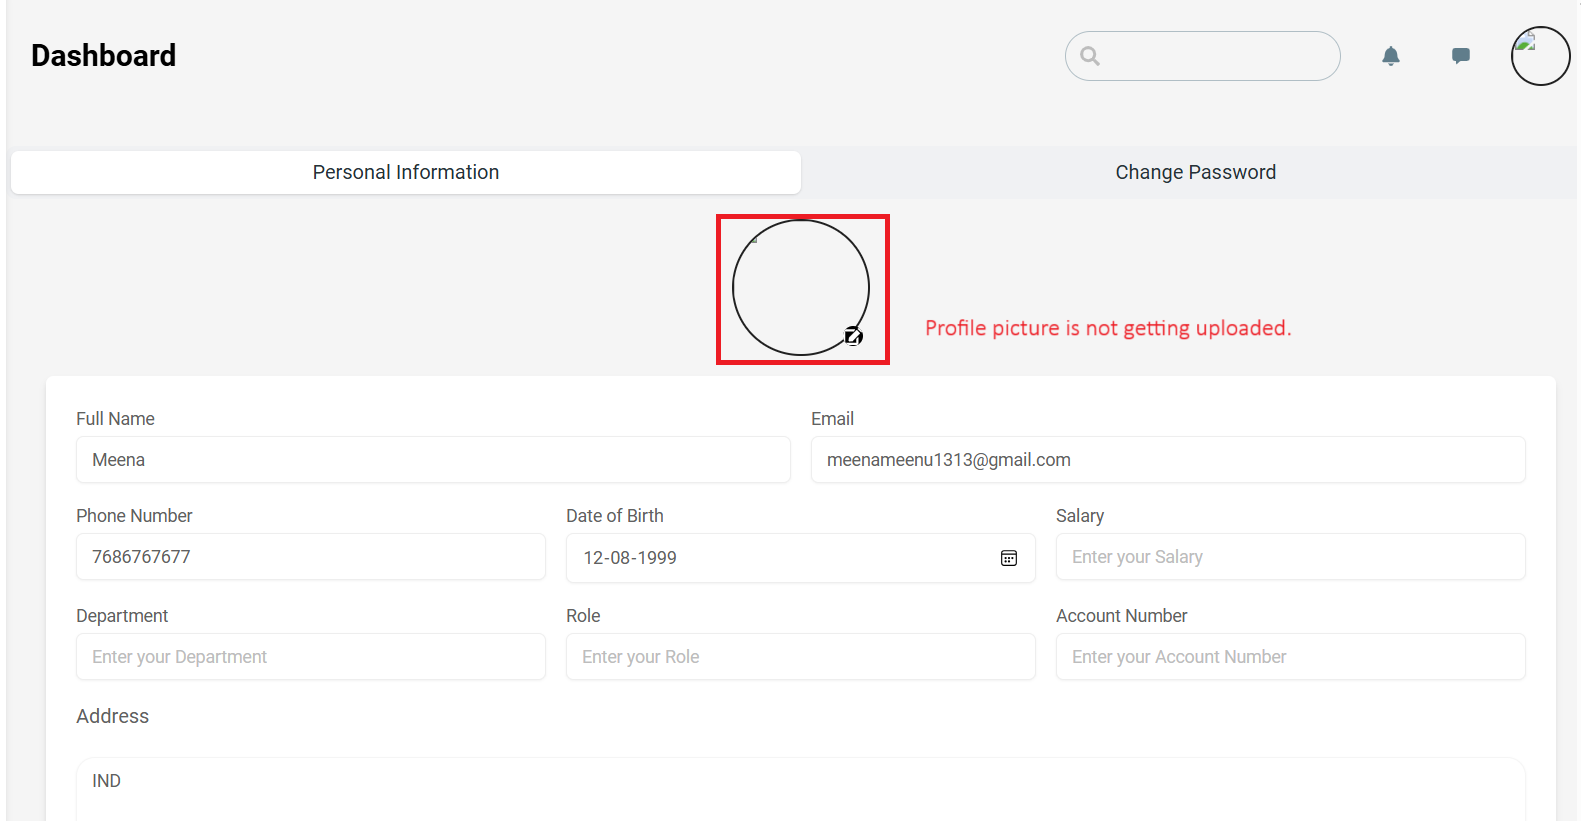 Dashboard
Personal Information
Change Password
Profile picture is not getting uploaded.
Full Name
Email
Meena
meenameenu1313@gmail.com
Phone Number
Date of Birth
Salary
7686767677
12-08-1999
Enter your Salary
Department
Role
Account Number
Enter your Department
Enter your Role
Enter your Account Number
Address
IND